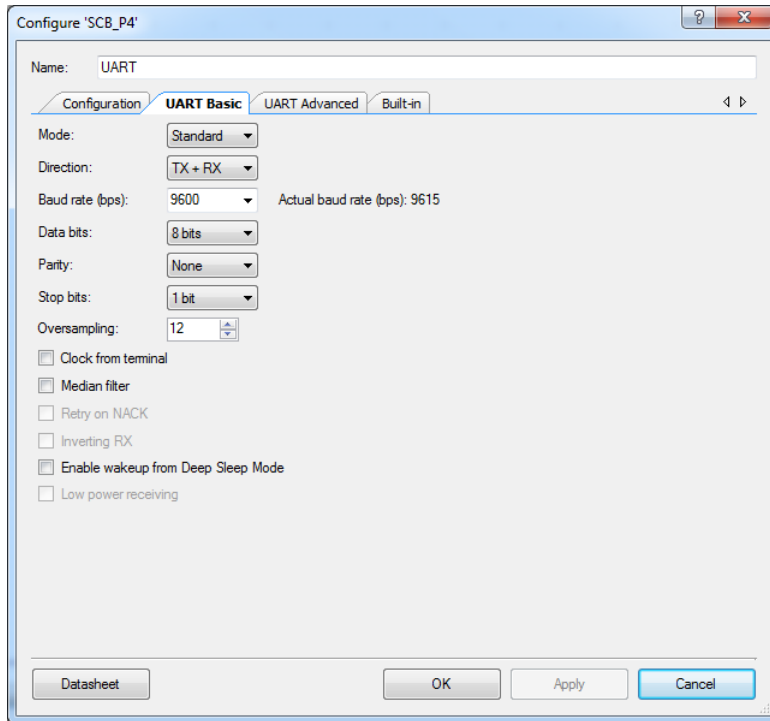 Configure 'SCB_P4'
Name: UART
Configuration UART Basic UART Advanced Built-in
Mode: Standard
Direction: TX + RX
Baud rate (bps): 9600 Actual baud rate (bps): 9615
Data bits: 8 bits
Parity: None
Stop bits: 1 bit
Oversampling: 12
Clock from terminal
Median filter
Retry on NACK
Inverting RX
Enable wakeup from Deep Sleep Mode
Low power receiving
Datasheet OK Apply Cancel